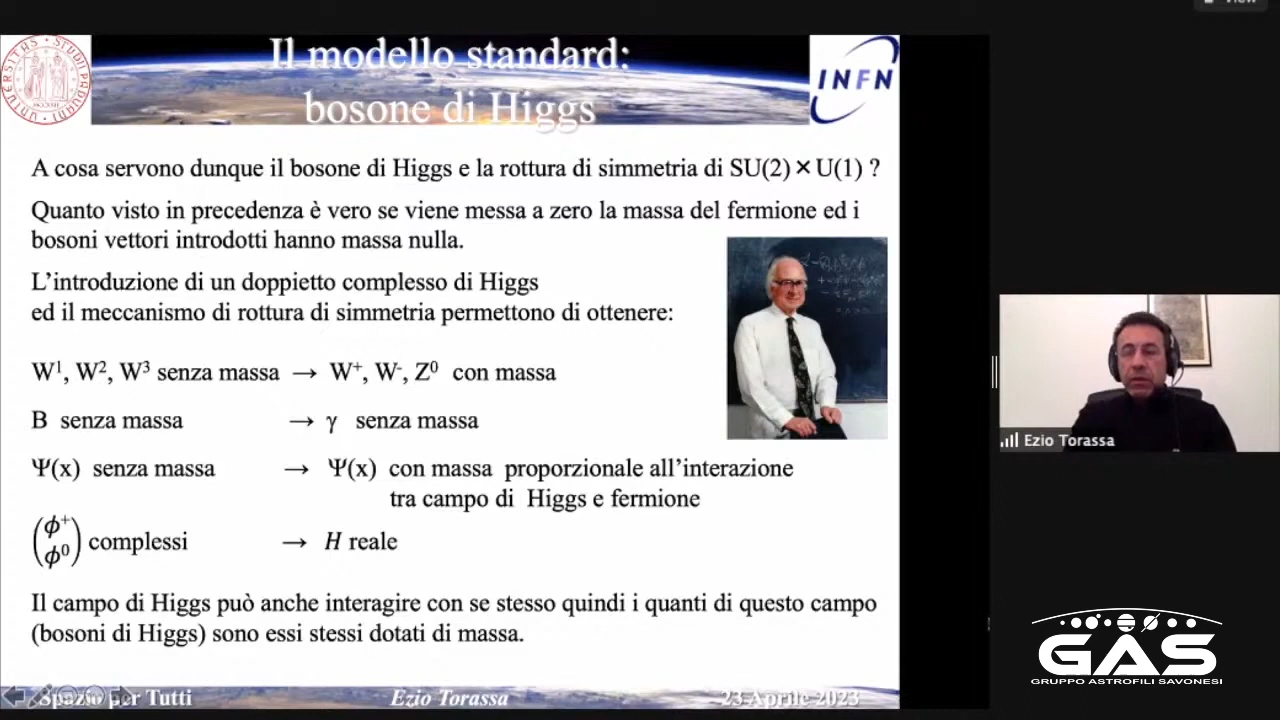 Il modello standard:
bosone di Higgs
INFN
A cosa servono dunque il bosone di Higgs e la rottura di simmetria di SU(2)×U(1) ?
Quanto visto in precedenza è vero se viene messa a zero la massa del fermione ed i
bosoni vettori introdotti hanno massa nulla.
L’introduzione di un doppietto complesso di Higgs
ed il meccanismo di rottura di simmetria permettono di ottenere:
W¹, W², W³ senza massa → W⁺, W⁻, Z⁰ con massa
B senza massa → γ senza massa
Ψ(x) senza massa → Ψ(x) con massa proporzionale all’interazione
tra campo di Higgs e fermione
(ϕ⁺ ϕ⁰) complessi → H reale
Il campo di Higgs può anche interagire con se stesso quindi i quanti di questo campo
(bosoni di Higgs) sono essi stessi dotati di massa.
Spazio per Tutti Ezio Torassa 23 Aprile 2023
Ezio Torassa
GAS
GRUPPO ASTROFILI SAVONESI